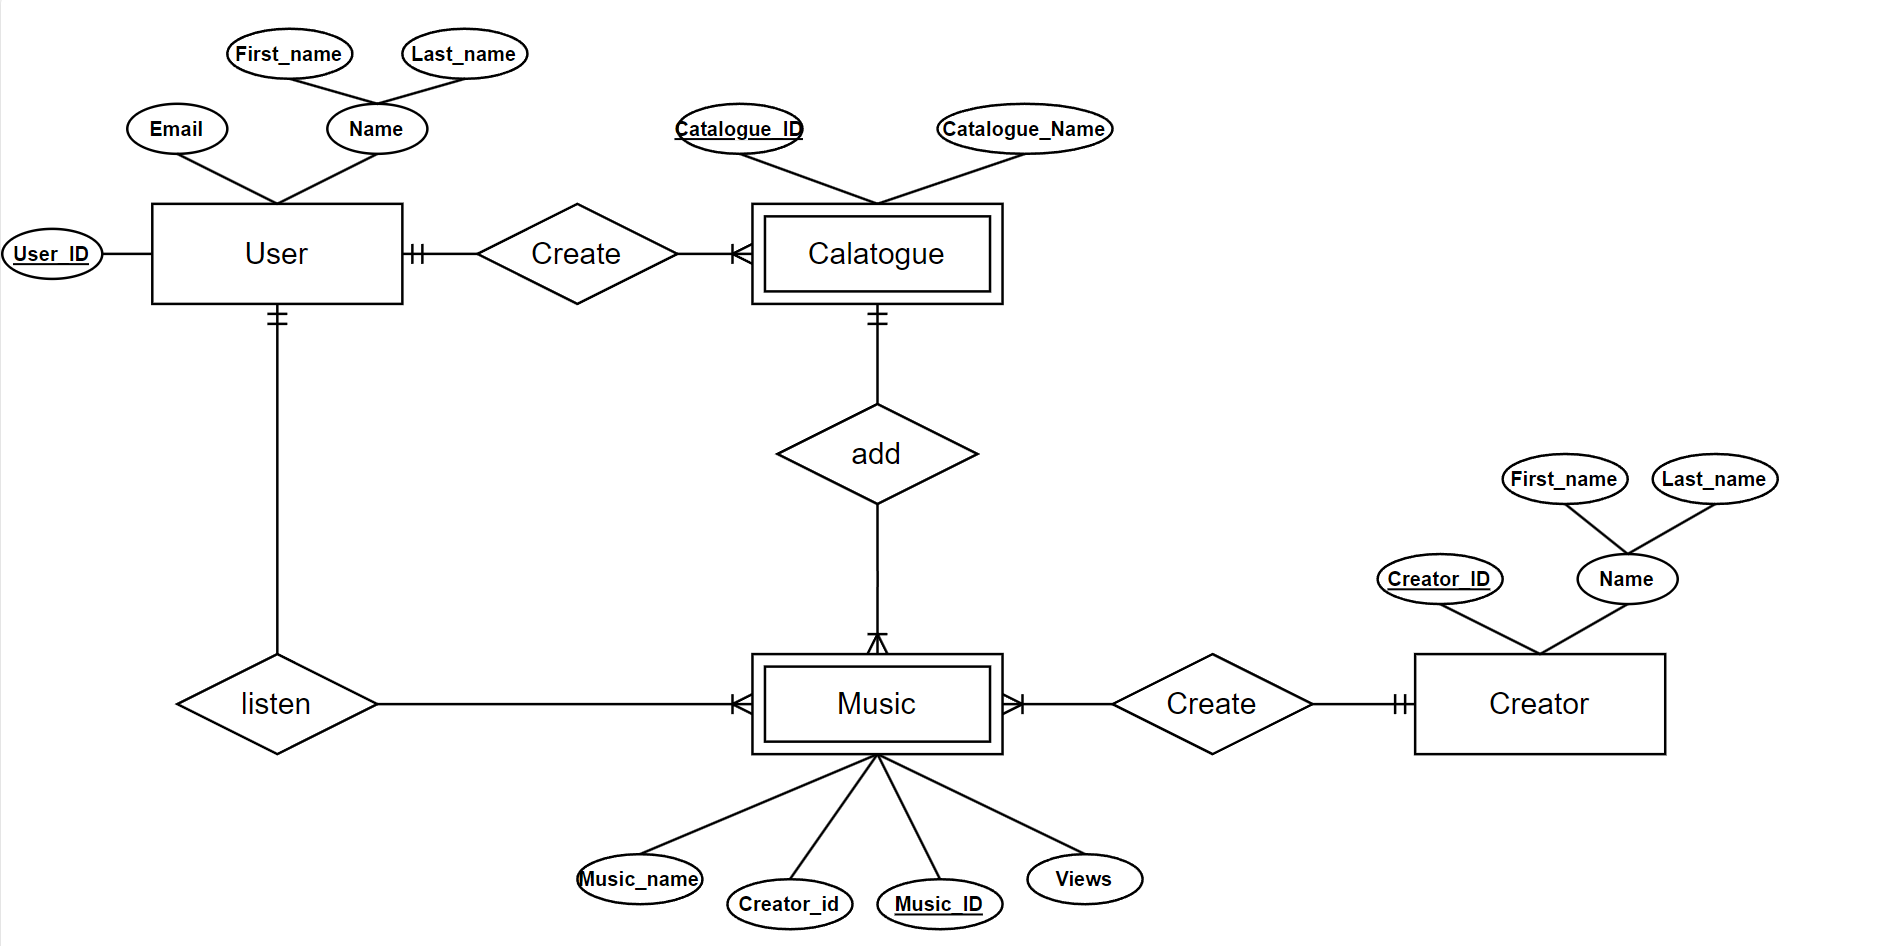 First_name
Last_name
Email
Name
Catalogue_ID
Catalogue_Name
User_ID
User
Create
Calatogue
add
First_name
Last_name
Creator_ID
Name
listen
Music
Create
Creator
Music_name
Creator_id
Music_ID
Views